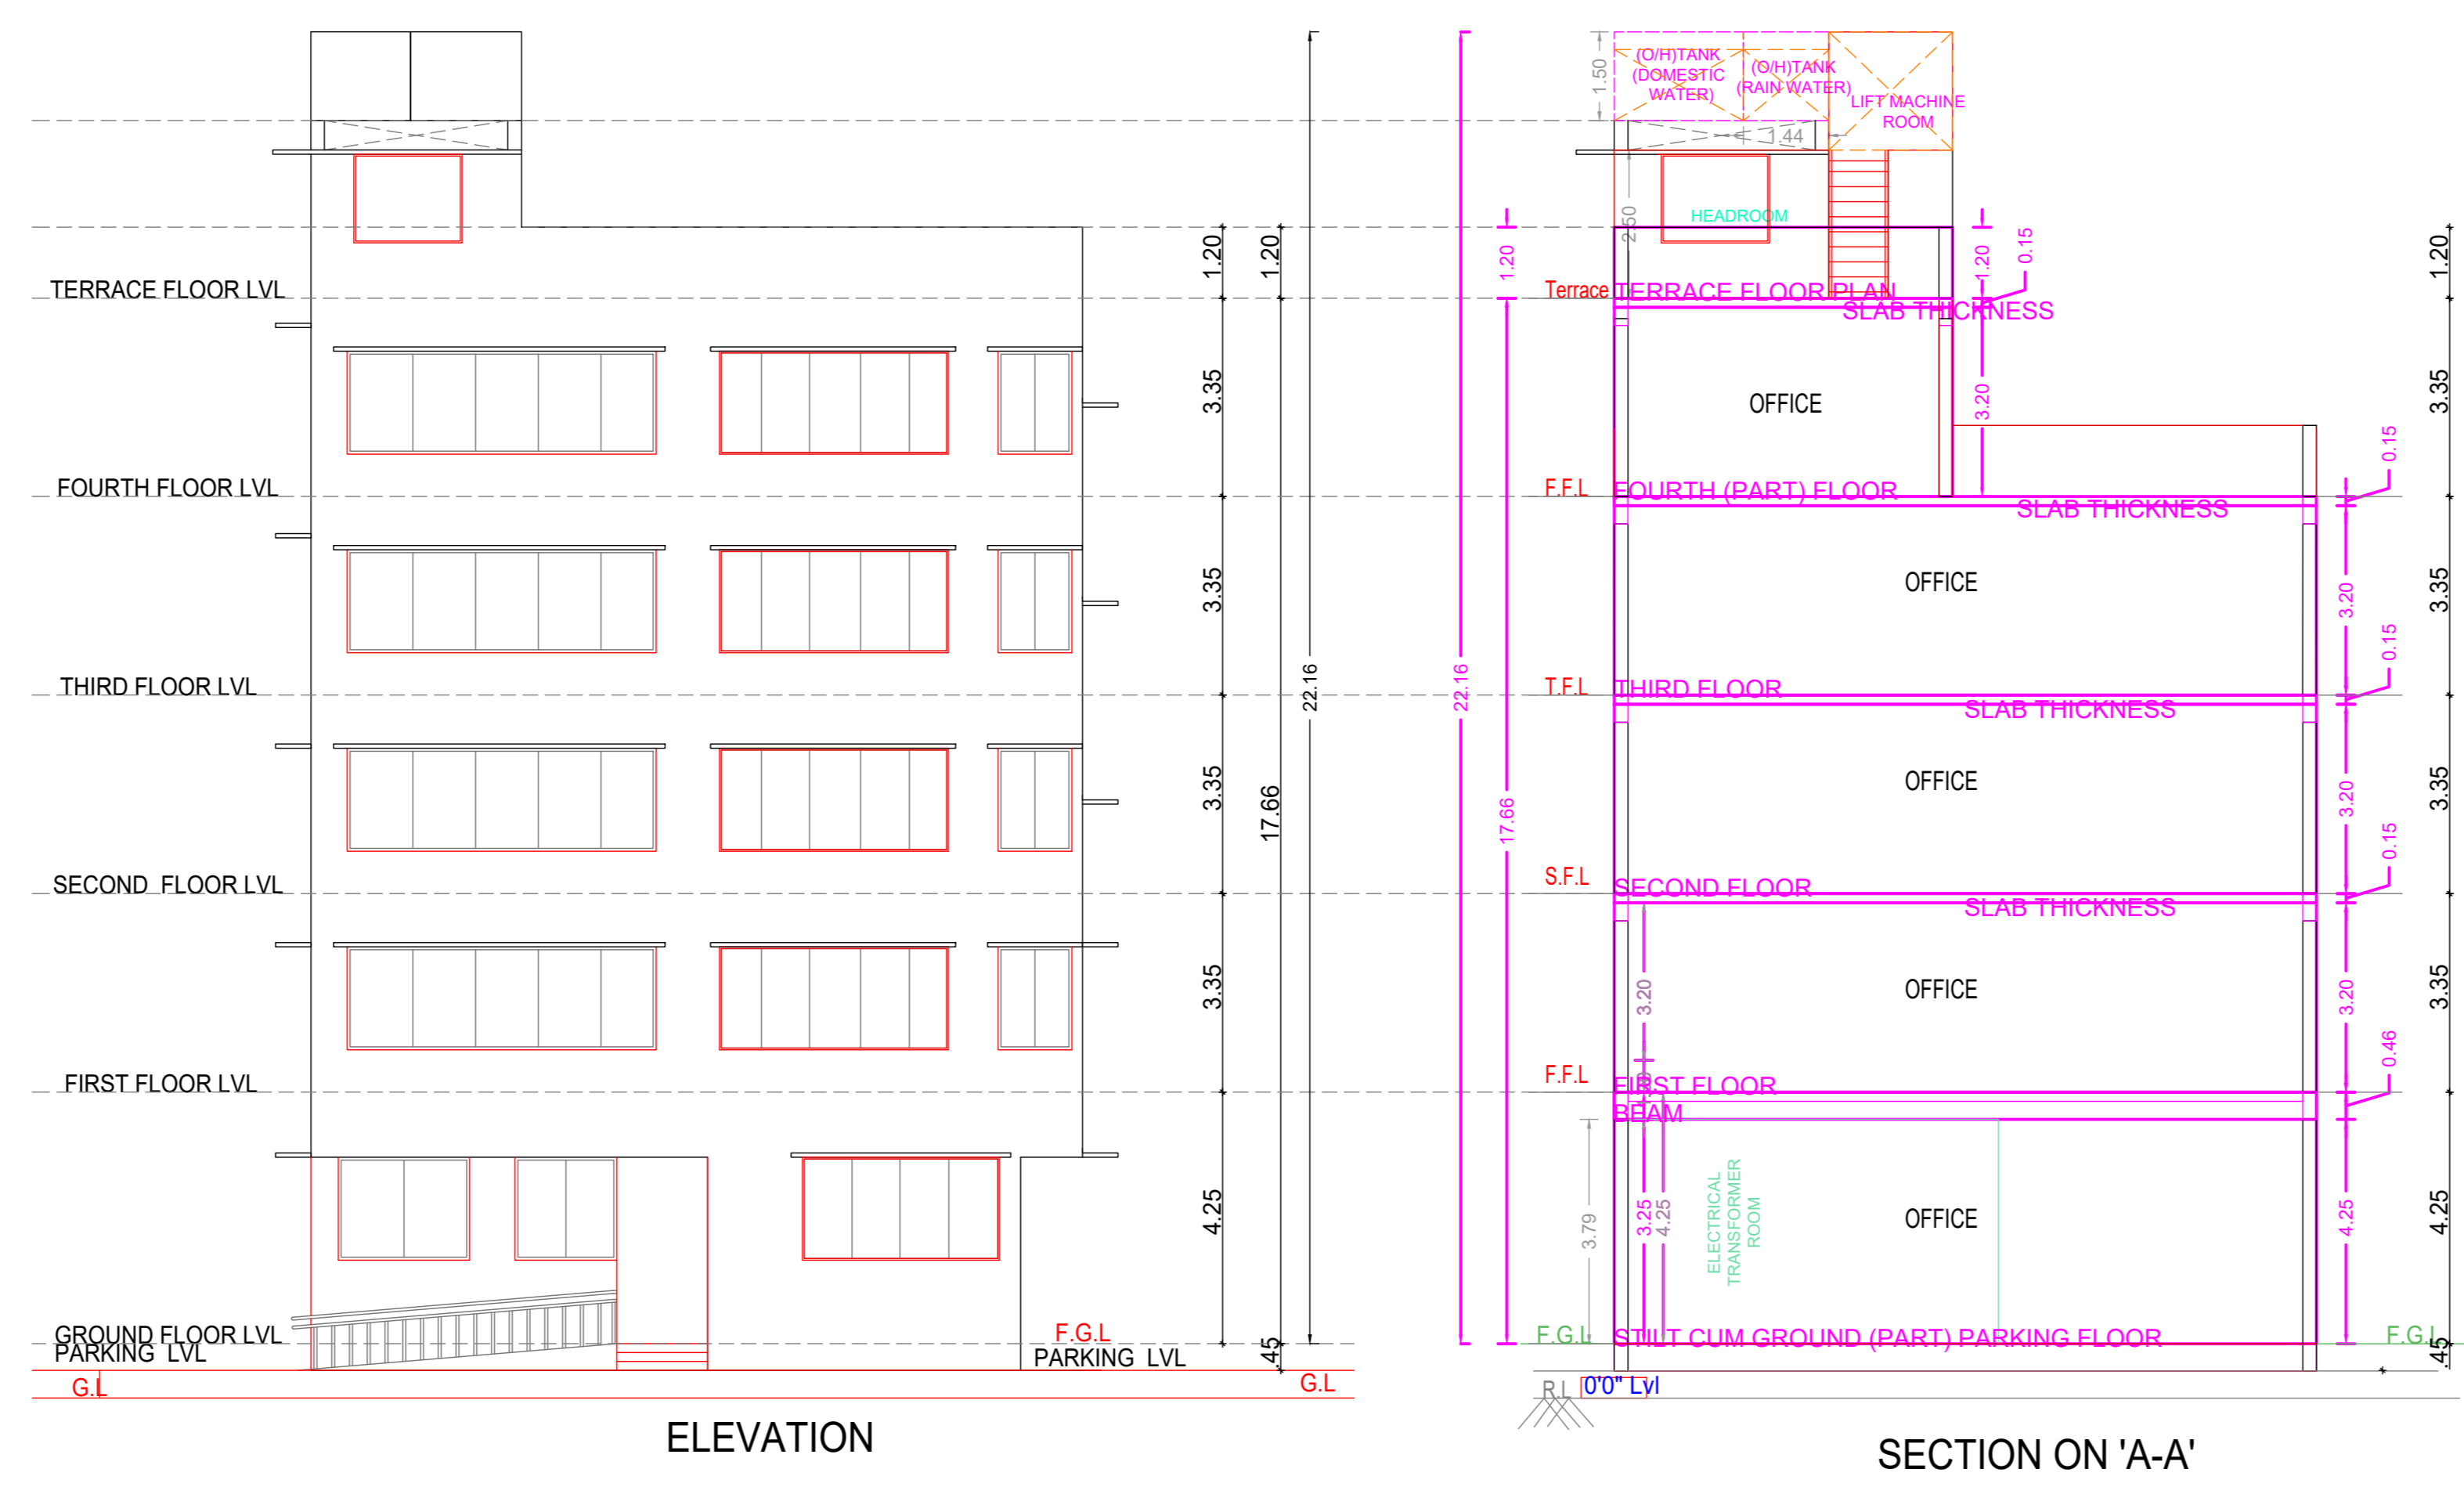 TERRACE FLOOR LVL
FOURTH FLOOR LVL
THIRD FLOOR LVL
SECOND FLOOR LVL
FIRST FLOOR LVL
GROUND FLOOR LVL
PARKING LVL
G.L
F.G.L
PARKING LVL
G.L
1.20
3.35
3.35
3.35
3.35
4.25
1.20
17.66
.45
22.16
ELEVATION
22.16
1.20
17.66
1.50
(O/H)TANK
(DOMESTIC
WATER)
(O/H)TANK
(RAIN WATER)
LIFT MACHINE
ROOM
1.44
2.50
HEADROOM
1.20
0.15
Terrace
TERRACE FLOOR PLAN
SLAB THICKNESS
OFFICE
3.20
F.F.L
FOURTH (PART) FLOOR
SLAB THICKNESS
0.15
OFFICE
3.20
T.F.L
THIRD FLOOR
SLAB THICKNESS
0.15
OFFICE
3.20
S.F.L
SECOND FLOOR
SLAB THICKNESS
0.15
3.20
OFFICE
3.20
F.F.L
FIRST FLOOR
BEAM
0.46
3.79
3.25
4.25
ELECTRICAL
TRANSFORMER
ROOM
OFFICE
4.25
F.G.L
STILT CUM GROUND (PART) PARKING FLOOR
F.G.L
R.L
0'0" Lvl
1.20
3.35
3.35
3.35
3.35
4.25
.45
SECTION ON 'A-A'